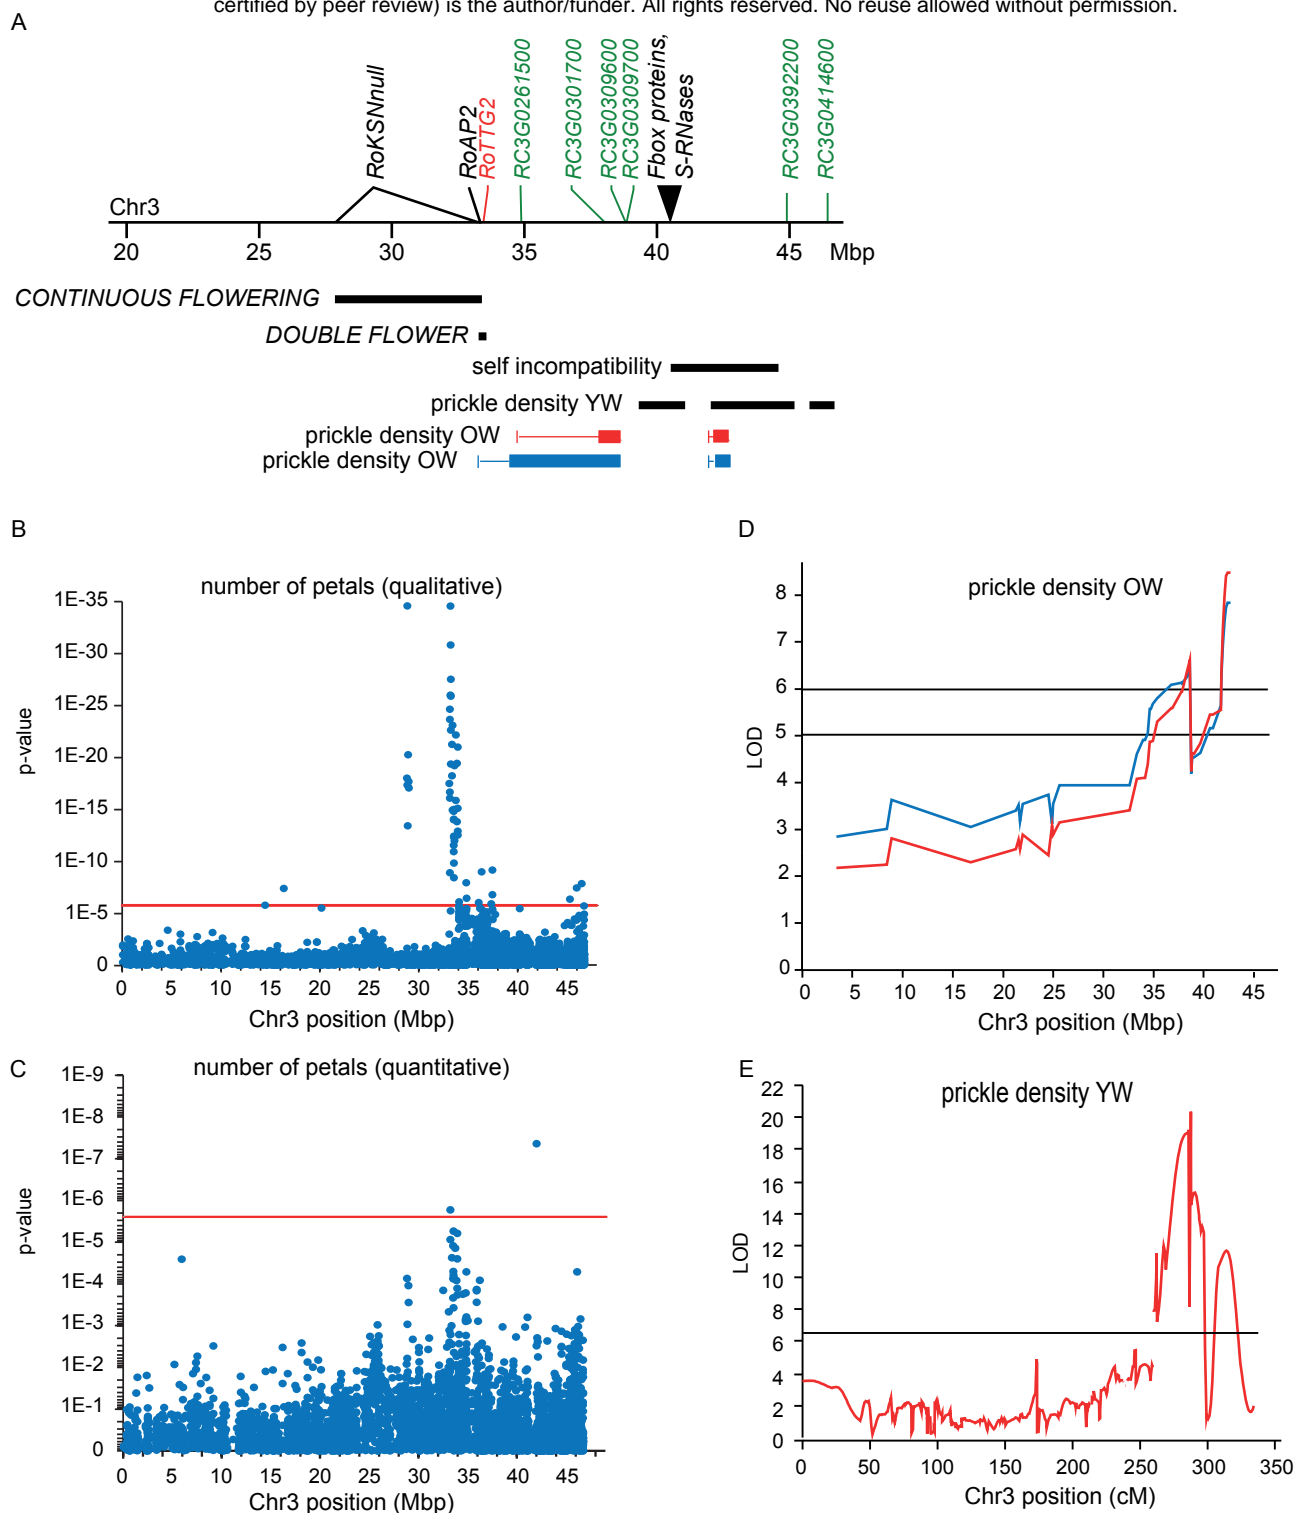 certified by peer review) is the author/funder. All rights reserved. No reuse allowed without permission.
A
RoKSNnull
RoAP2
RoTTG2
RC3G0261500
RC3G0301700
RC3G0309600
RC3G0309700
Fbox proteins,
S-RNases
RC3G0392200
RC3G0414600
Chr3
20 25 30 35 40 45 Mbp
CONTINUOUS FLOWERING
DOUBLE FLOWER
self incompatibility
prickle density YW
prickle density OW
prickle density OW
B
number of petals (qualitative)
1E-35
1E-30
1E-25
1E-20
1E-15
1E-10
1E-5
0
p-value
0 5 10 15 20 25 30 35 40 45
Chr3 position (Mbp)
D
prickle density OW
8
7
6
5
4
3
2
1
0
LOD
0 5 10 15 20 25 30 35 40 45
Chr3 position (Mbp)
C
number of petals (quantitative)
1E-9
1E-8
1E-7
1E-6
1E-5
1E-4
1E-3
1E-2
1E-1
0
p-value
0 5 10 15 20 25 30 35 40 45
Chr3 position (Mbp)
E
prickle density YW
22
20
18
16
14
12
10
8
6
4
2
0
LOD
0 50 100 150 200 250 300 350
Chr3 position (cM)